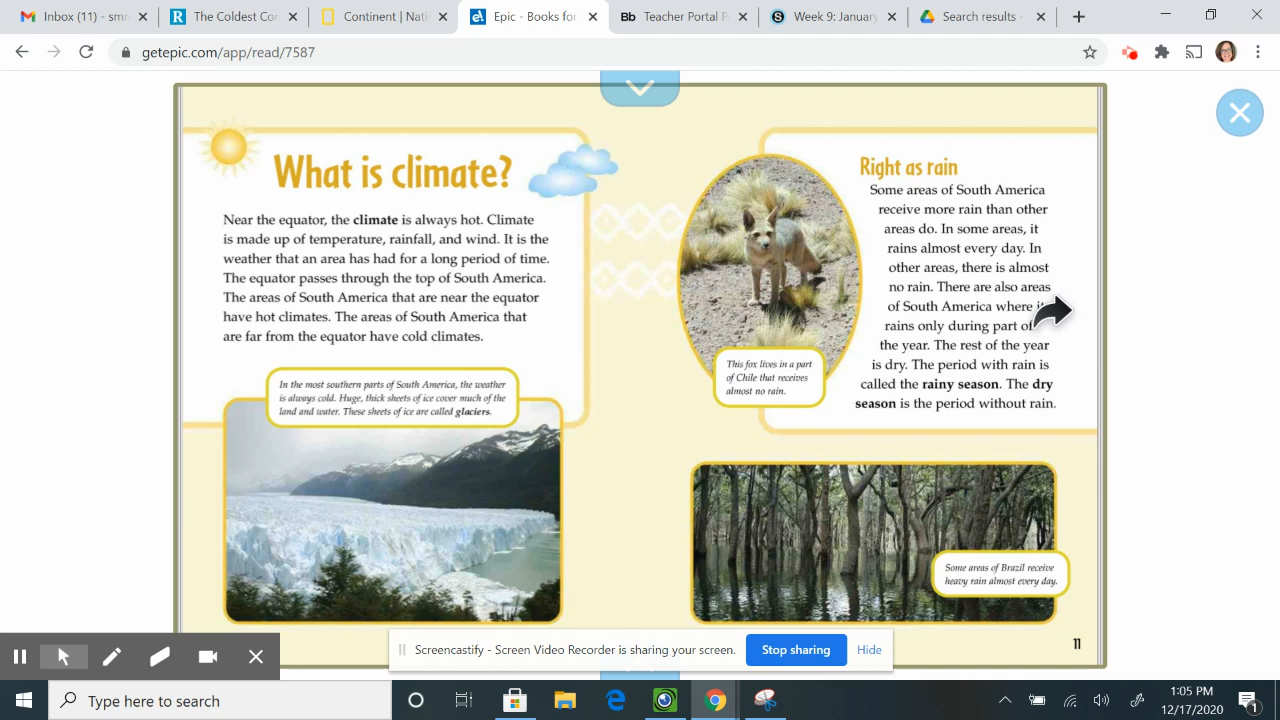 Inbox (11) - smr
The Coldest Cor
Continent | Nati
Epic - Books for
Bb Teacher Portal P
Week 9: January
Search results -
getepic.com/app/read/7587
What is climate?
Near the equator, the climate is always hot. Climate
is made up of temperature, rainfall, and wind. It is the
weather that an area has had for a long period of time.
The equator passes through the top of South America.
The areas of South America that are near the equator
have hot climates. The areas of South America that
are far from the equator have cold climates.
In the most southern parts of South America, the weather
is always cold. Huge, thick sheets of ice cover much of the
land and water. These sheets of ice are called glaciers.
Right as rain
Some areas of South America
receive more rain than other
areas do. In some areas, it
rains almost every day. In
other areas, there is almost
no rain. There are also areas
of South America where it
rains only during part of
the year. The rest of the year
is dry. The period with rain is
called the rainy season. The dry
season is the period without rain.
This fox lives in a part
of Chile that receives
almost no rain.
Some areas of Brazil receive
heavy rain almost every day.
11
Screencastify - Screen Video Recorder is sharing your screen.
Stop sharing
Hide
Type here to search
1:05 PM
12/17/2020
1